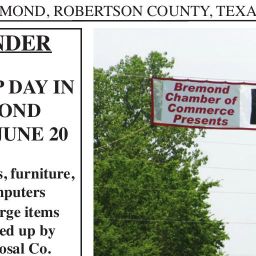 MOND, ROBERTSON COUNTY, TEXA
NDER
P DAY IN
OND
UNE 20
s, furniture,
mputers
rge items
ed up by
osal Co.
Bremond
Chamber of
Commerce
Presents